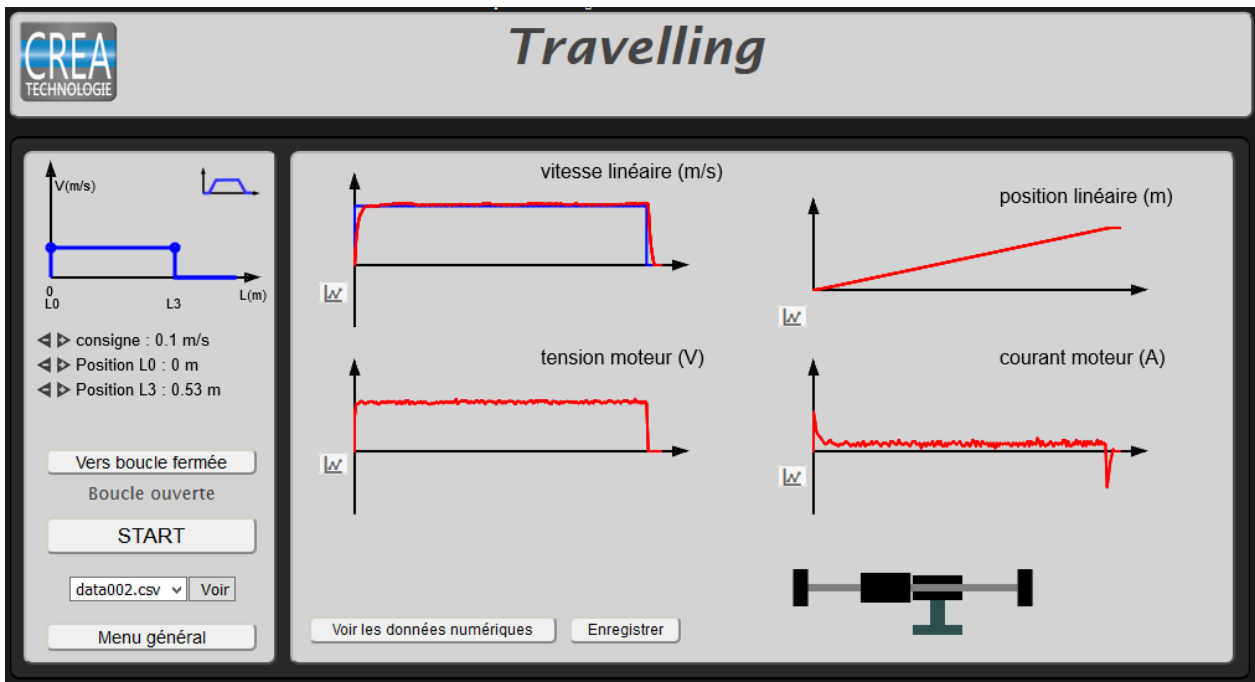 Travelling
CREA
TECHNOLOGIE
V(m/s)
0
L0
L3
L(m)
consigne : 0.1 m/s
Position L0 : 0 m
Position L3 : 0.53 m
Vers boucle fermée
Boucle ouverte
START
data002.csv
Voir
Menu général
vitesse linéaire (m/s)
position linéaire (m)
tension moteur (V)
courant moteur (A)
Voir les données numériques
Enregistrer